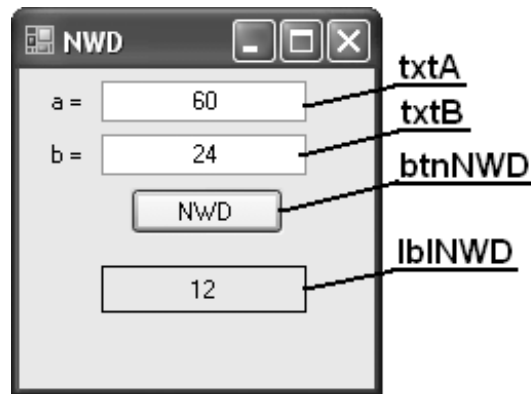 NWD
a = 60
txtA
b = 24
txtB
NWD
btnNWD
12
lblNWD